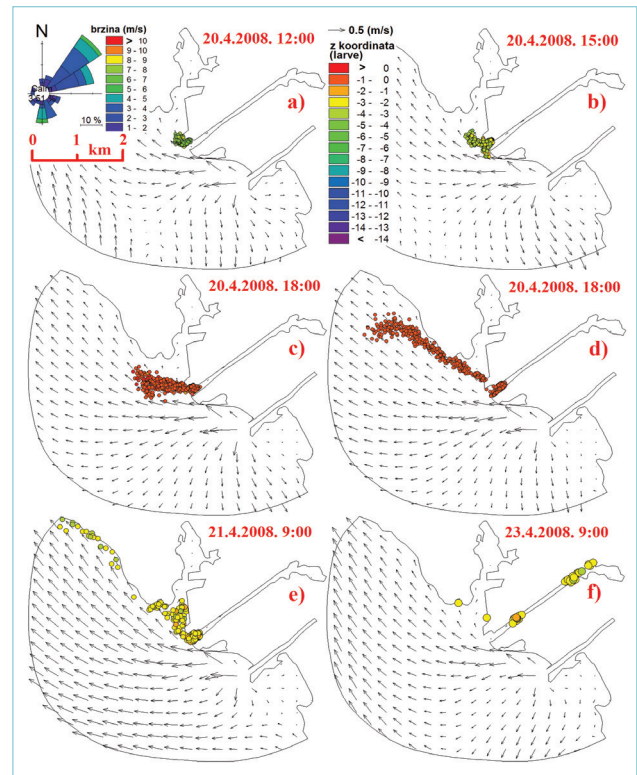 N
brzina (m/s)
> 10
9 - 10
8 - 9
7 - 8
6 - 7
5 - 6
4 - 5
3 - 4
2 - 3
1 - 2
10 %
0 1 2
km
20.4.2008. 12:00
a)
0.5 (m/s)
z koordinata
(larve)
> 0
-1 - 0
-2 - -1
-3 - -2
-4 - -3
-5 - -4
-6 - -5
-7 - -6
-8 - -7
-9 - -8
-10 - -9
-11 - -10
-12 - -11
-13 - -12
-14 - -13
< -14
20.4.2008. 15:00
b)
20.4.2008. 18:00
c)
20.4.2008. 18:00
d)
21.4.2008. 9:00
e)
23.4.2008. 9:00
f)